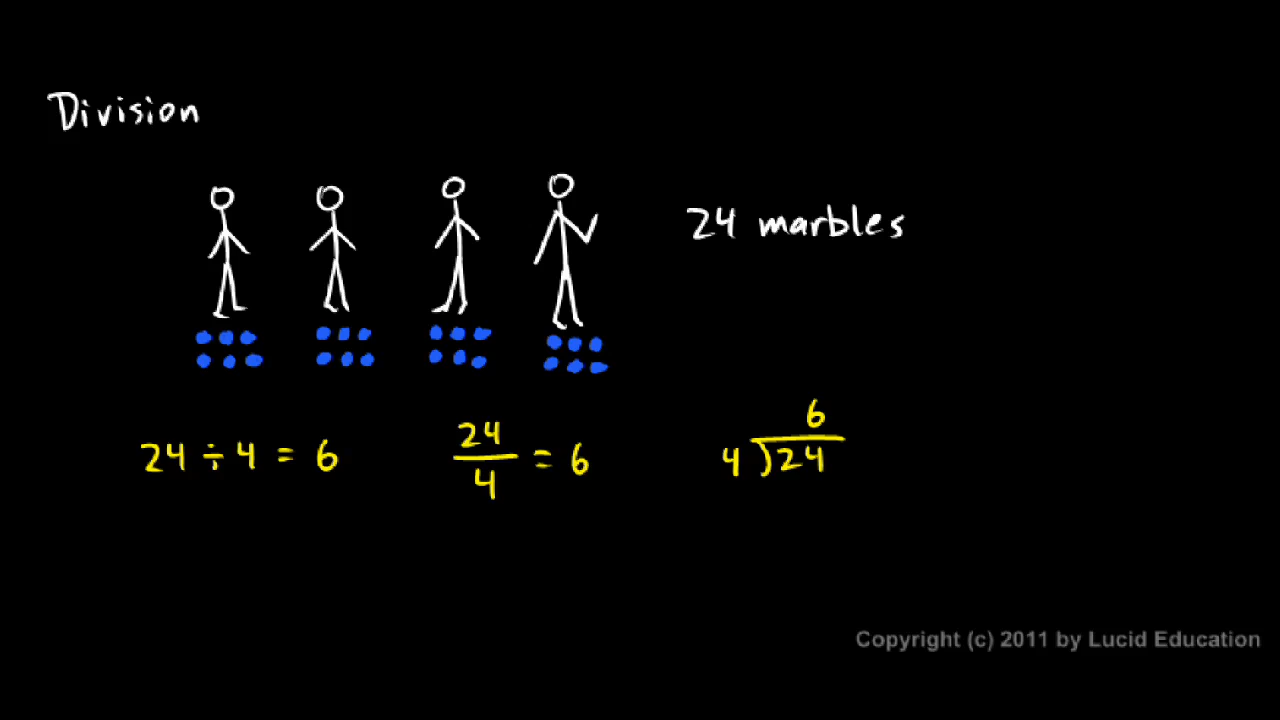 Division
24 marbles
24 ÷ 4 = 6
24
4
= 6
6
4 ) 24
Copyright (c) 2011 by Lucid Education